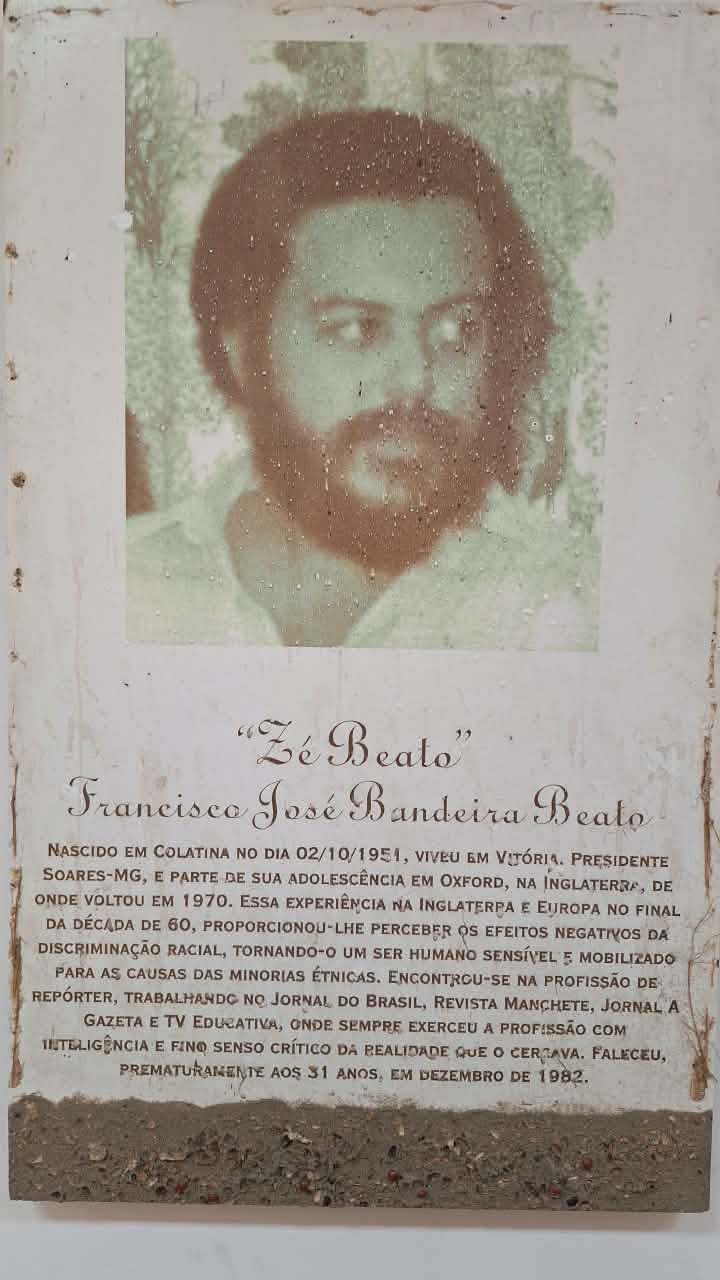 "Zé Beato"
Francisco José Bandeira Beato
Nascido em Colatina no dia 02/10/1951, viveu em Vitória. Presidente
Soares-MG, e parte de sua adolescência em Oxford, na Inglaterra, de
onde voltou em 1970. Essa experiência na Inglaterra e Europa no final
da década de 60, proporcionou-lhe perceber os efeitos negativos da
discriminação racial, tornando-o um ser humano sensível e mobilizado
para as causas das minorias étnicas. Encontrou-se na profissão de
repórter, trabalhando no Jornal do Brasil, Revista Manchete, Jornal A
Gazeta e TV Educativa, onde sempre exerceu a profissão com
inteligência e fino senso crítico da realidade que o cercava. Faleceu,
prematuramente aos 31 anos, em dezembro de 1982.